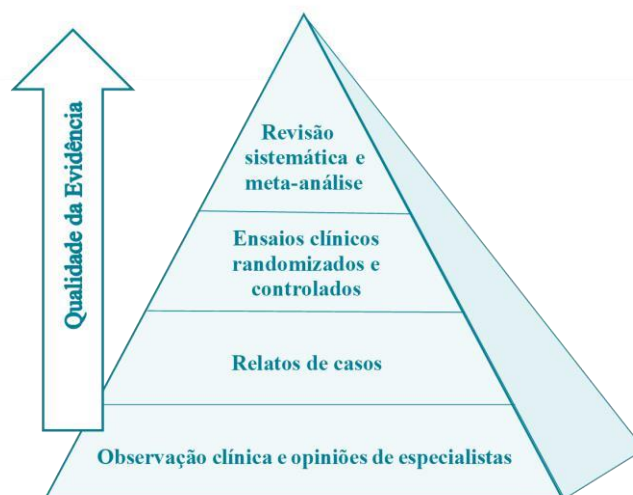 Qualidade da Evidência
Revisão
sistemática e
meta-análise
Ensaios clínicos
randomizados e
controlados
Relatos de casos
Observação clínica e opiniões de especialistas